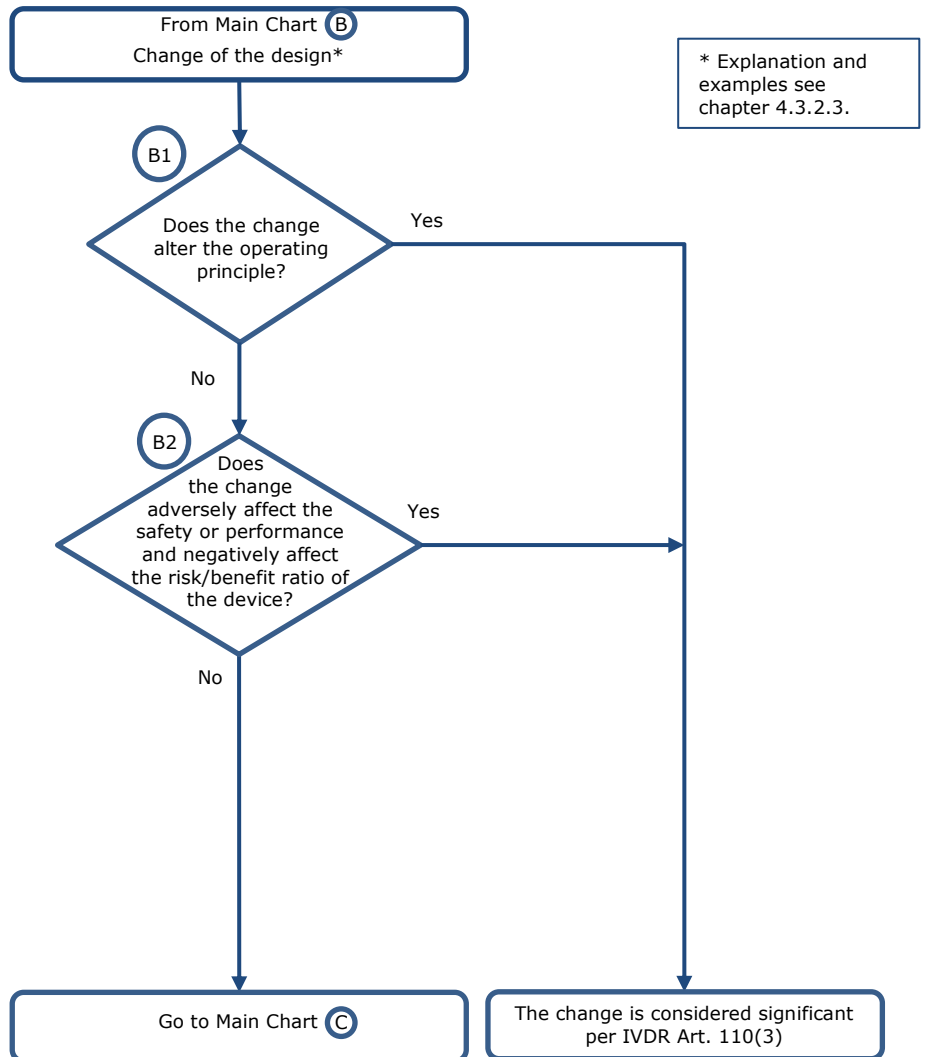 From Main Chart B
Change of the design*
* Explanation and
examples see
chapter 4.3.2.3.
B1
Does the change
alter the operating
principle?
Yes
No
B2
Does
the change
adversely affect the
safety or performance
and negatively affect
the risk/benefit ratio of
the device?
Yes
No
Go to Main Chart C
The change is considered significant
per IVDR Art. 110(3)